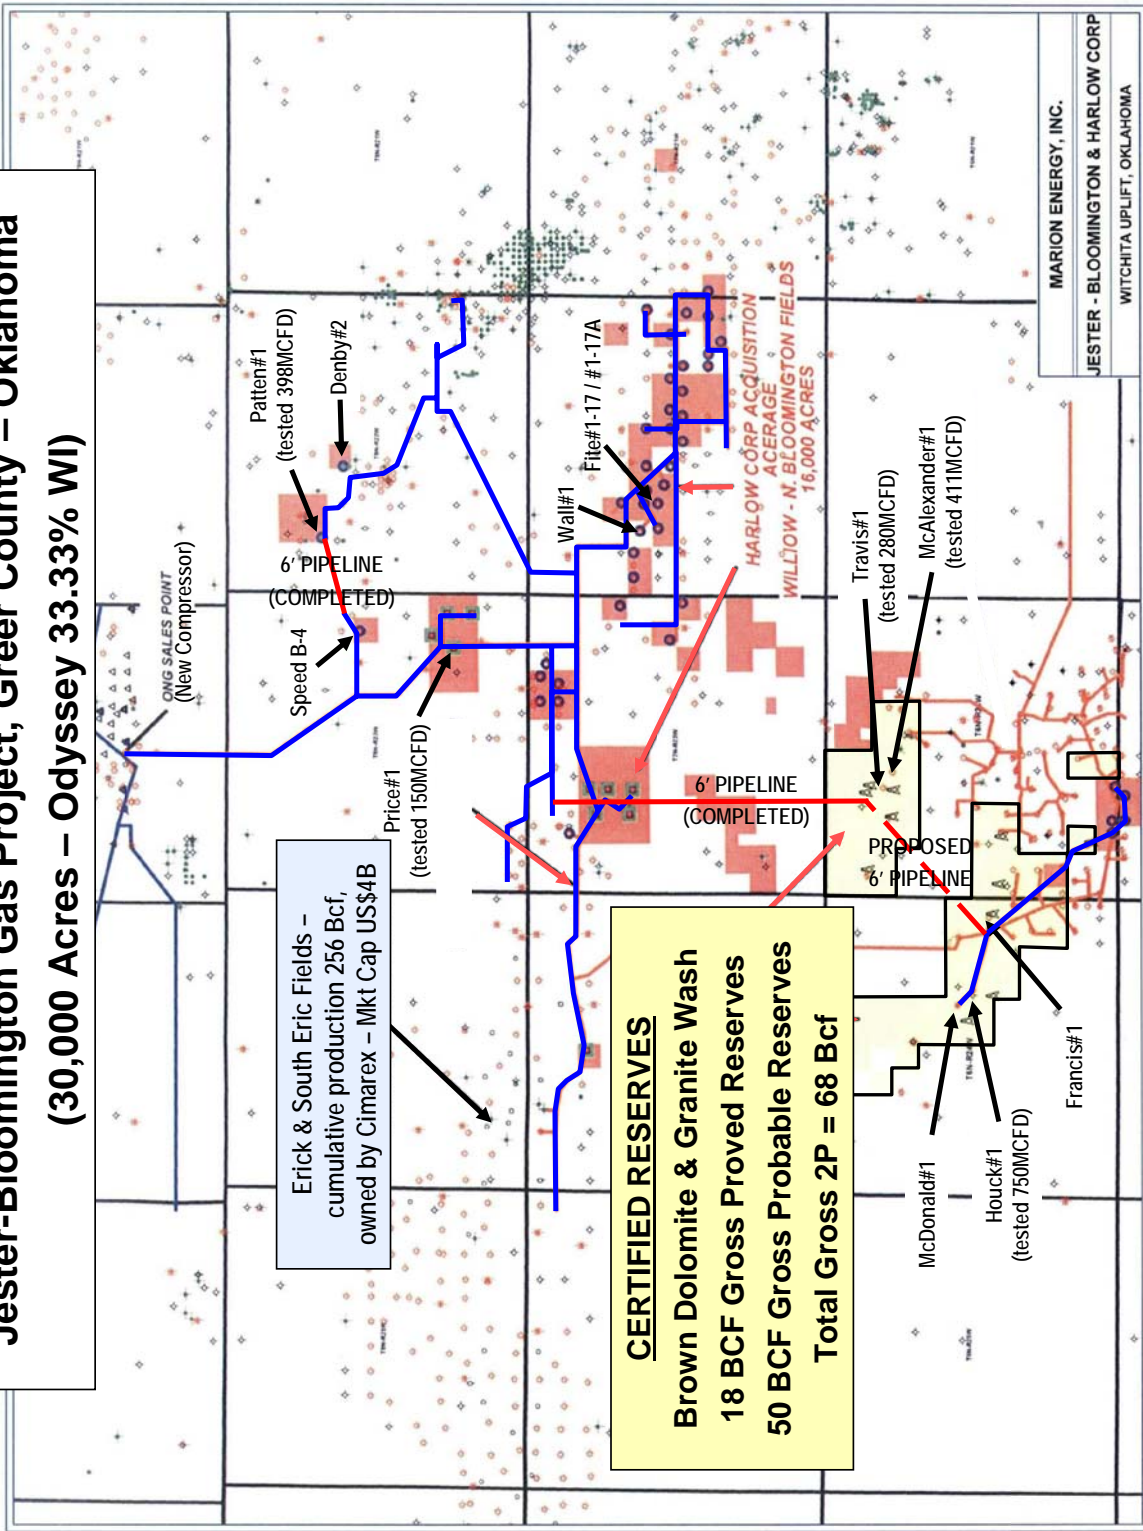 Jester-Bloomington Gas Project, Greer County – Oklahoma
(30,000 Acres – Odyssey 33.33% WI)
ONG SALES POINT
(New Compressor)
Patten#1
(tested 398MCFD)
Denby#2
6' PIPELINE
(COMPLETED)
Speed B-4
Price#1
(tested 150MCFD)
Erick & South Eric Fields –
cumulative production 256 Bcf,
owned by Cimarex – Mkt Cap US$4B
Wall#1
Fite#1-17 / #1-17A
HARLOW CORP ACQUISITION
ACERAGE
WILLIOW - N. BLOOMINGTON FIELDS
16,000 ACRES
6' PIPELINE
(COMPLETED)
Travis#1
(tested 280MCFD)
McAlexander#1
(tested 411MCFD)
PROPOSED
6' PIPELINE
CERTIFIED RESERVES
Brown Dolomite & Granite Wash
18 BCF Gross Proved Reserves
50 BCF Gross Probable Reserves
Total Gross 2P = 68 Bcf
McDonald#1
Houck#1
(tested 750MCFD)
Francis#1
MARION ENERGY, INC.
JESTER - BLOOMINGTON & HARLOW CORP
WITCHITA UPLIFT, OKLAHOMA